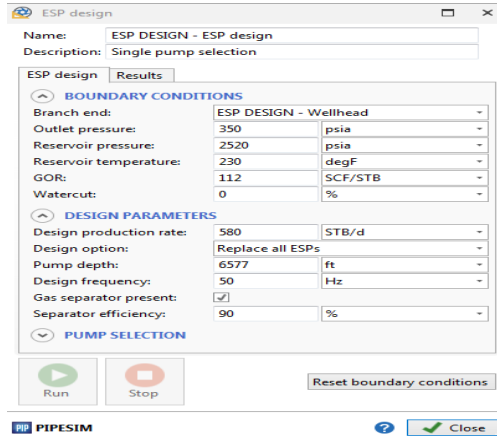 ESP design
Name: ESP DESIGN - ESP design
Description: Single pump selection
ESP design Results
BOUNDARY CONDITIONS
Branch end: ESP DESIGN - Wellhead
Outlet pressure: 350 psia
Reservoir pressure: 2520 psia
Reservoir temperature: 230 degF
GOR: 112 SCF/STB
Watercut: 0 %
DESIGN PARAMETERS
Design production rate: 580 STB/d
Design option: Replace all ESPs
Pump depth: 6577 ft
Design frequency: 50 Hz
Gas separator present:
Separator efficiency: 90 %
PUMP SELECTION
Run Stop Reset boundary conditions
PIP PIPESIM ? Close